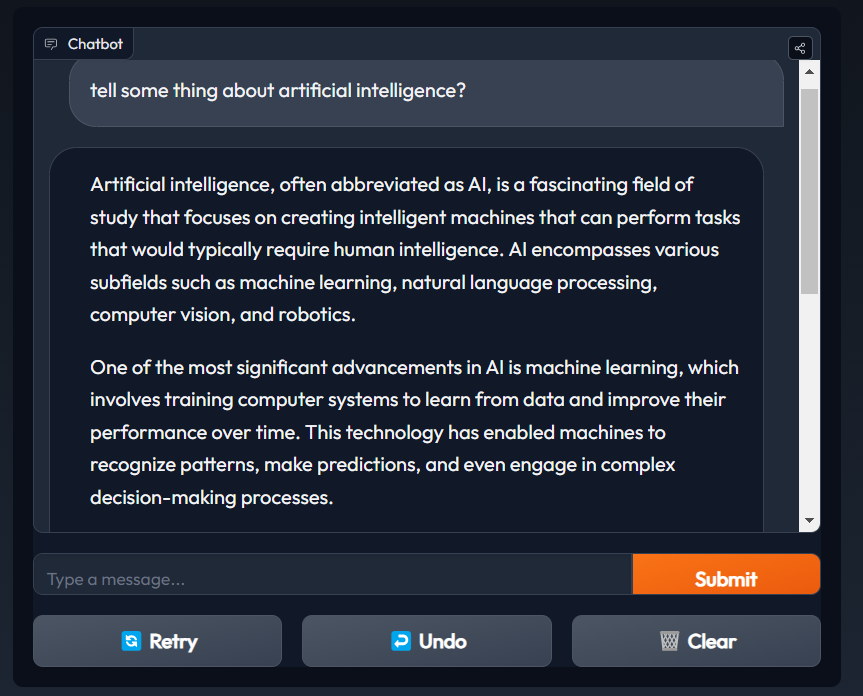 Chatbot
tell some thing about artificial intelligence?
Artificial intelligence, often abbreviated as AI, is a fascinating field of
study that focuses on creating intelligent machines that can perform tasks
that would typically require human intelligence. AI encompasses various
subfields such as machine learning, natural language processing,
computer vision, and robotics.
One of the most significant advancements in AI is machine learning, which
involves training computer systems to learn from data and improve their
performance over time. This technology has enabled machines to
recognize patterns, make predictions, and even engage in complex
decision-making processes.
Type a message...
Submit
Retry
Undo
Clear